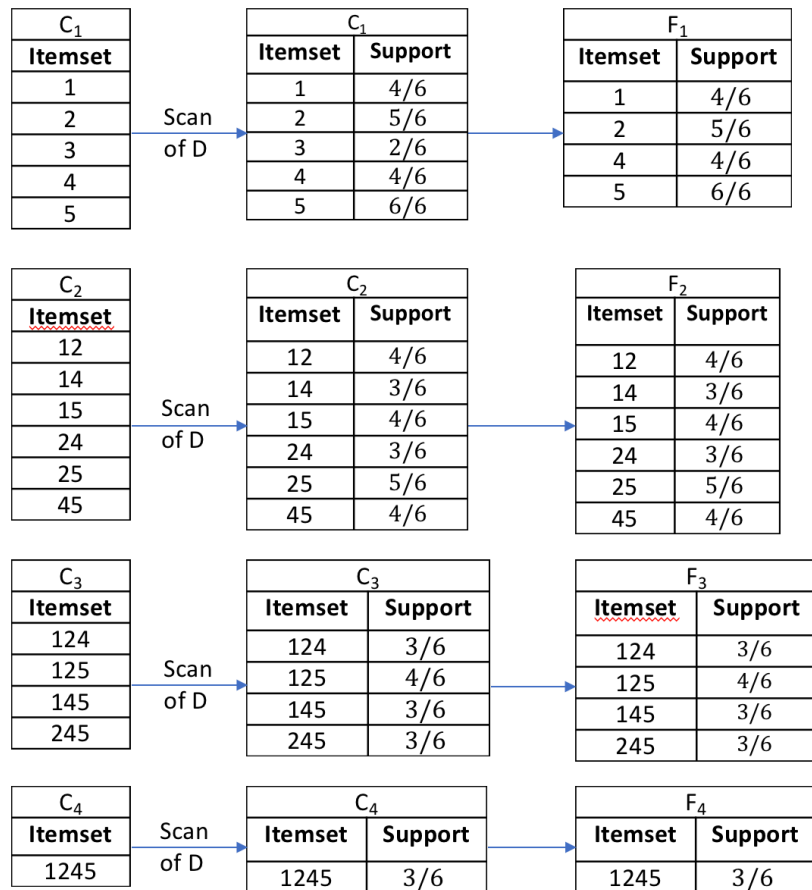 C1
Itemset
1
2
3
4
5
Scan
of D
C1
Itemset Support
1 4/6
2 5/6
3 2/6
4 4/6
5 6/6
F1
Itemset Support
1 4/6
2 5/6
4 4/6
5 6/6
C2
Itemset
12
14
15
24
25
45
Scan
of D
C2
Itemset Support
12 4/6
14 3/6
15 4/6
24 3/6
25 5/6
45 4/6
F2
Itemset Support
12 4/6
14 3/6
15 4/6
24 3/6
25 5/6
45 4/6
C3
Itemset
124
125
145
245
Scan
of D
C3
Itemset Support
124 3/6
125 4/6
145 3/6
245 3/6
F3
Itemset Support
124 3/6
125 4/6
145 3/6
245 3/6
C4
Itemset
1245
Scan
of D
C4
Itemset Support
1245 3/6
F4
Itemset Support
1245 3/6